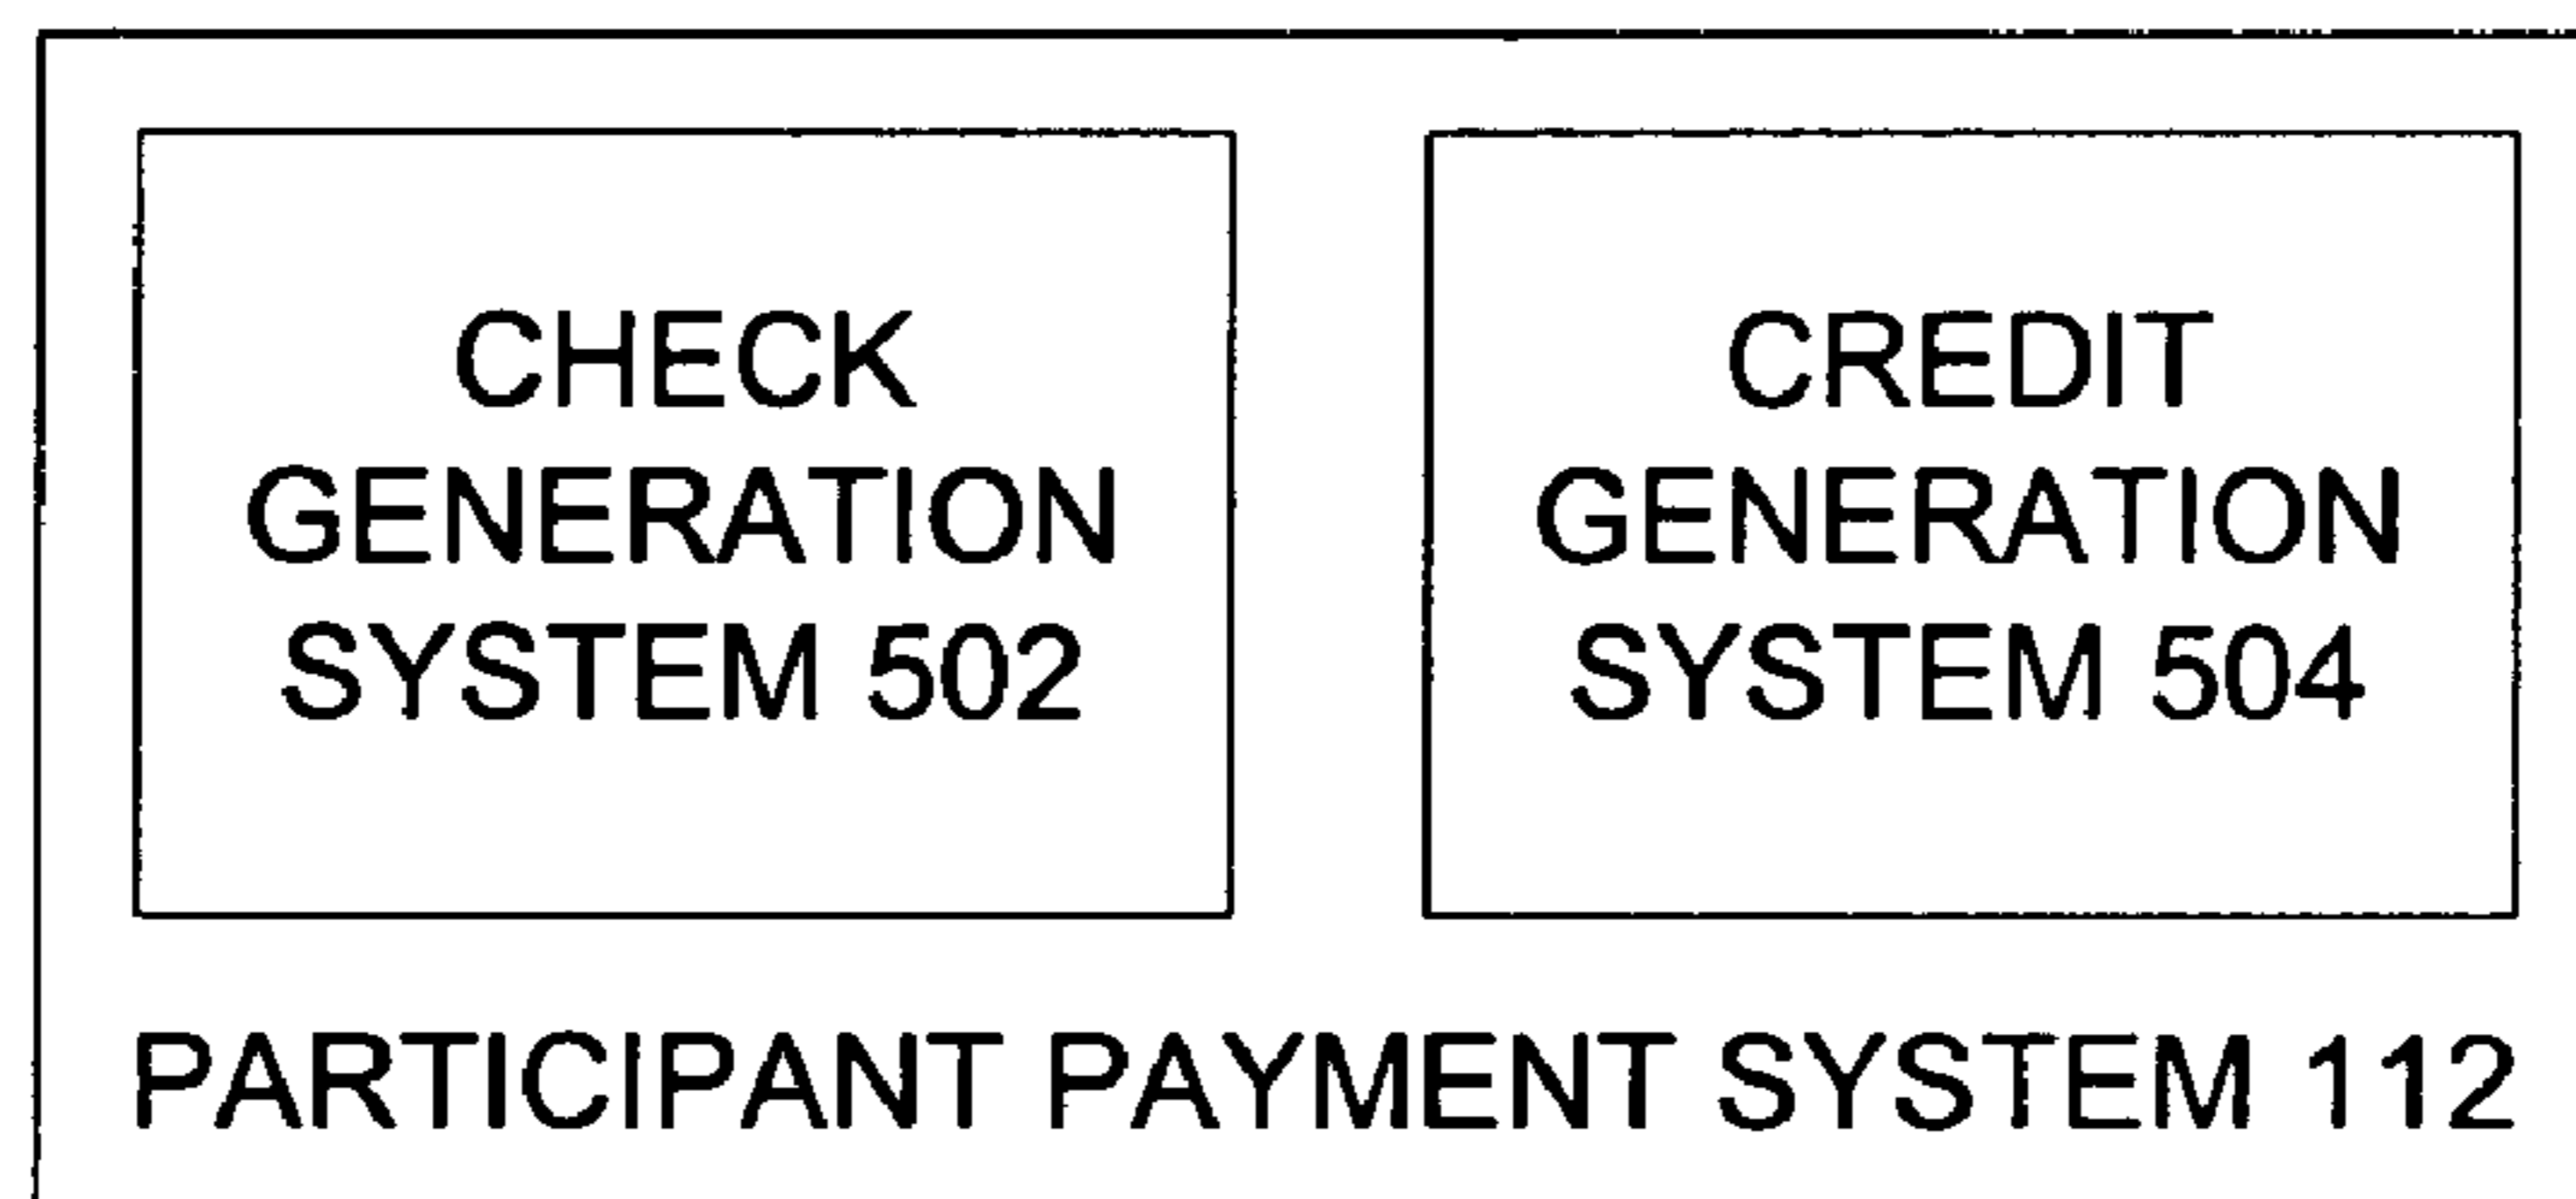 CHECK
GENERATION
SYSTEM 502
CREDIT
GENERATION
SYSTEM 504
PARTICIPANT PAYMENT SYSTEM 112